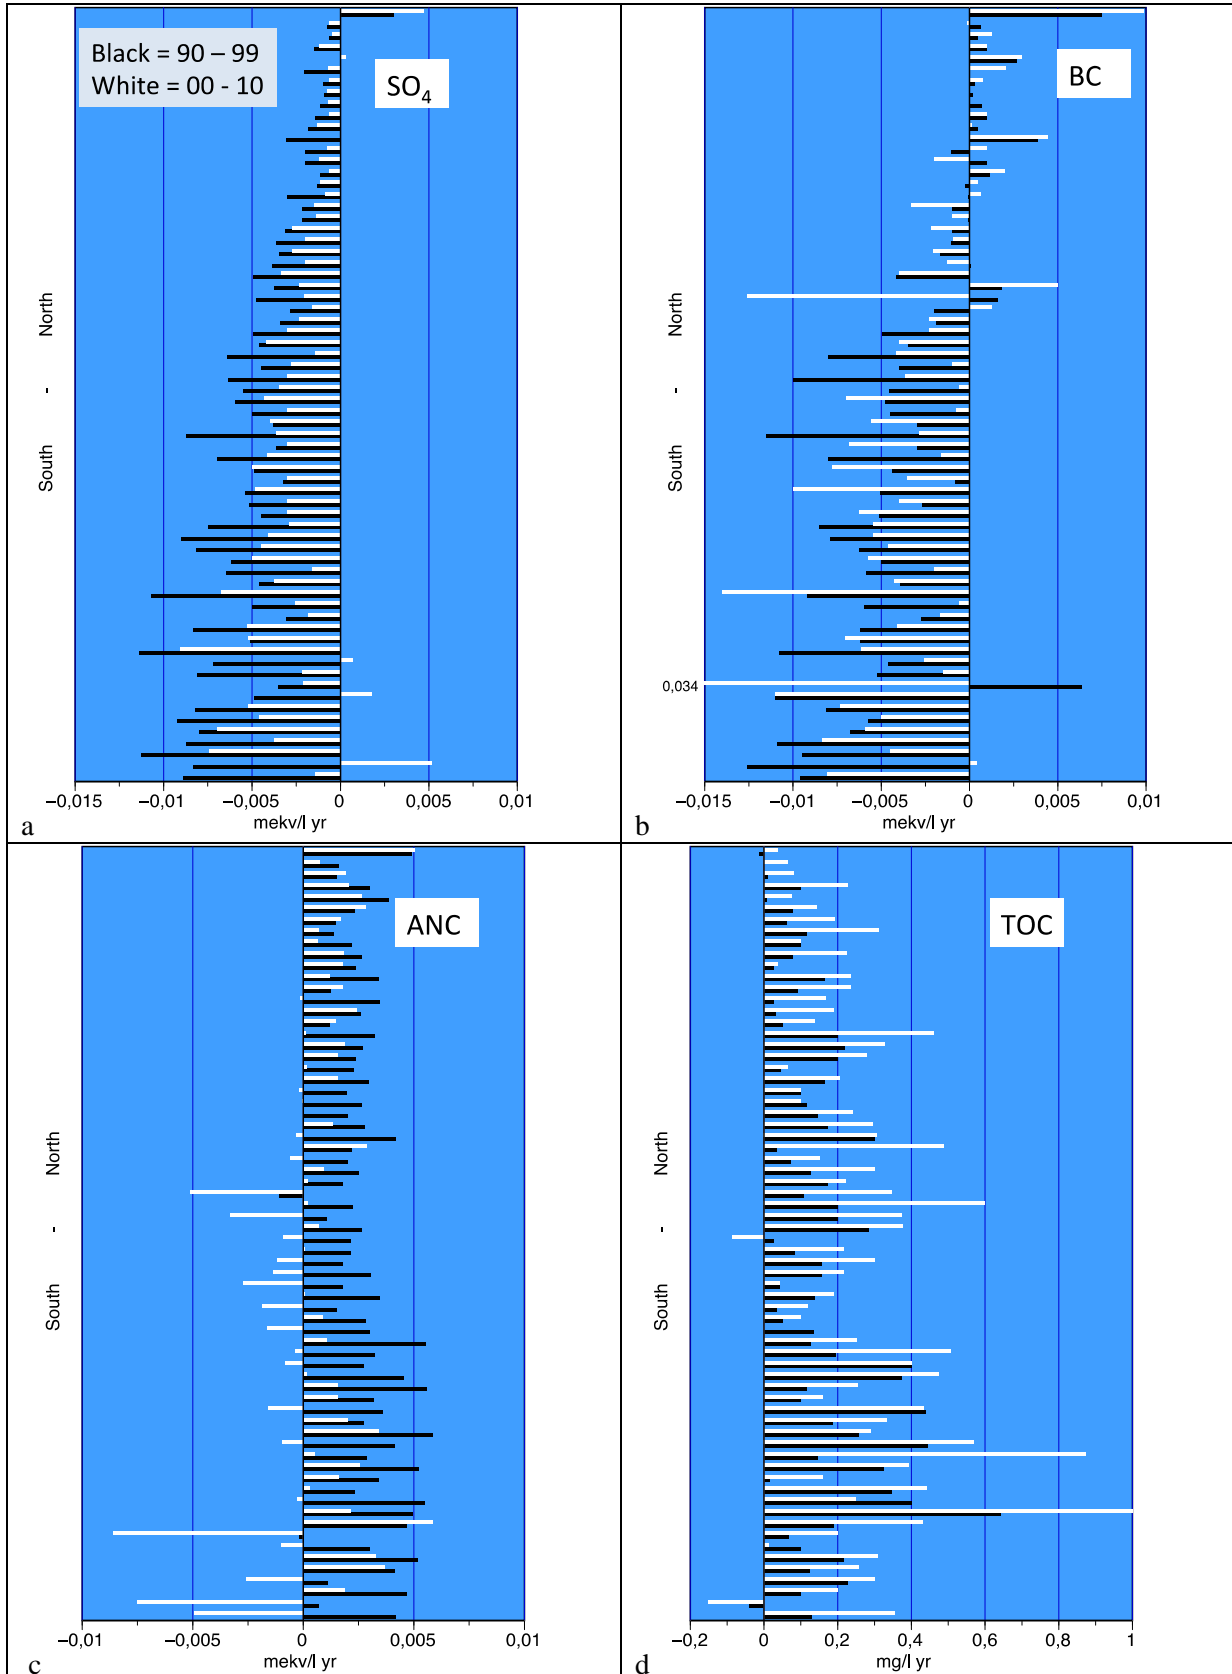 Black = 90 – 99
White = 00 - 10
SO4
South - North
−0,015 −0,01 −0,005 0 0,005 0,01
mekv/l yr
a
BC
South - North
0,034
−0,015 −0,01 −0,005 0 0,005 0,01
mekv/l yr
b
ANC
South - North
−0,01 −0,005 0 0,005 0,01
mekv/l yr
c
TOC
South - North
−0,2 0 0,2 0,4 0,6 0,8 1
mg/l yr
d